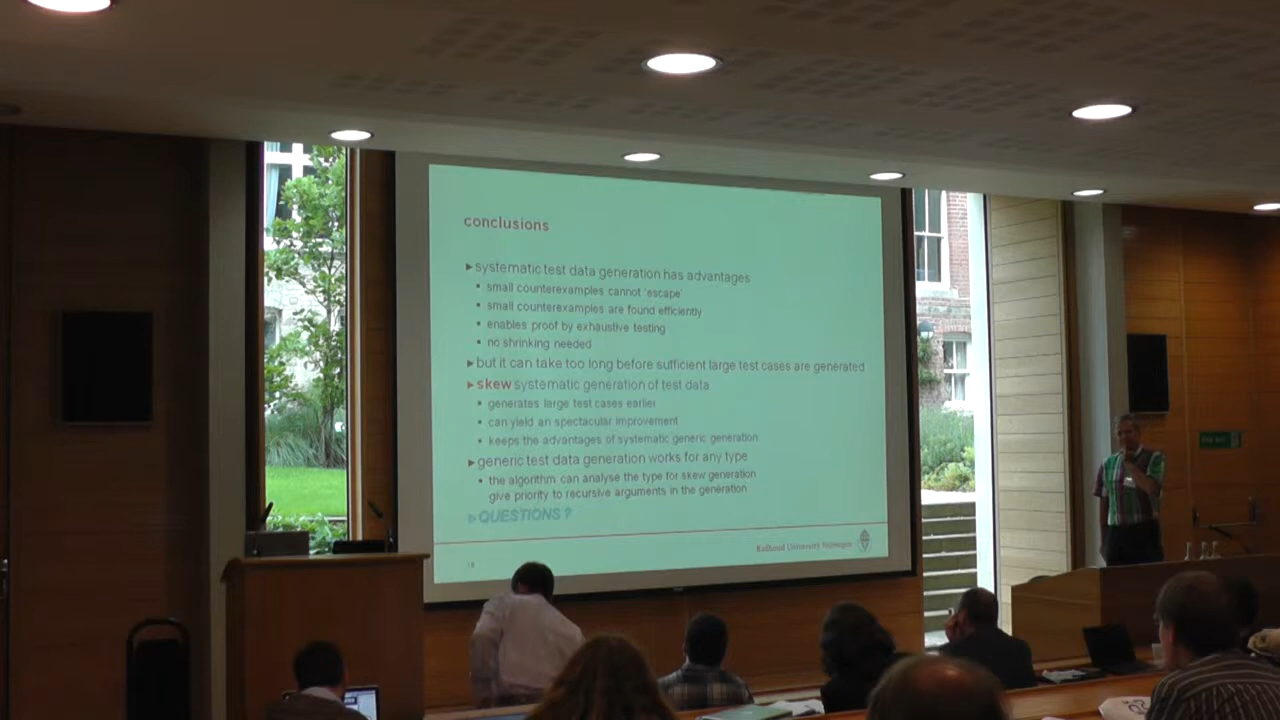 conclusions
▸ systematic test data generation has advantages
▪ small counterexamples cannot 'escape'
▪ small counterexamples are found efficiently
▪ enables proof by exhaustive testing
▪ no shrinking needed
▸ but it can take too long before sufficient large test cases are generated
▸ skew systematic generation of test data
▪ generates large test cases earlier
▪ can yield an spectacular improvement
▪ keeps the advantages of systematic generic generation
▸ generic test data generation works for any type
▪ the algorithm can analyse the type for skew generation
give priority to recursive arguments in the generation
▸ QUESTIONS ?
Radboud University Nijmegen